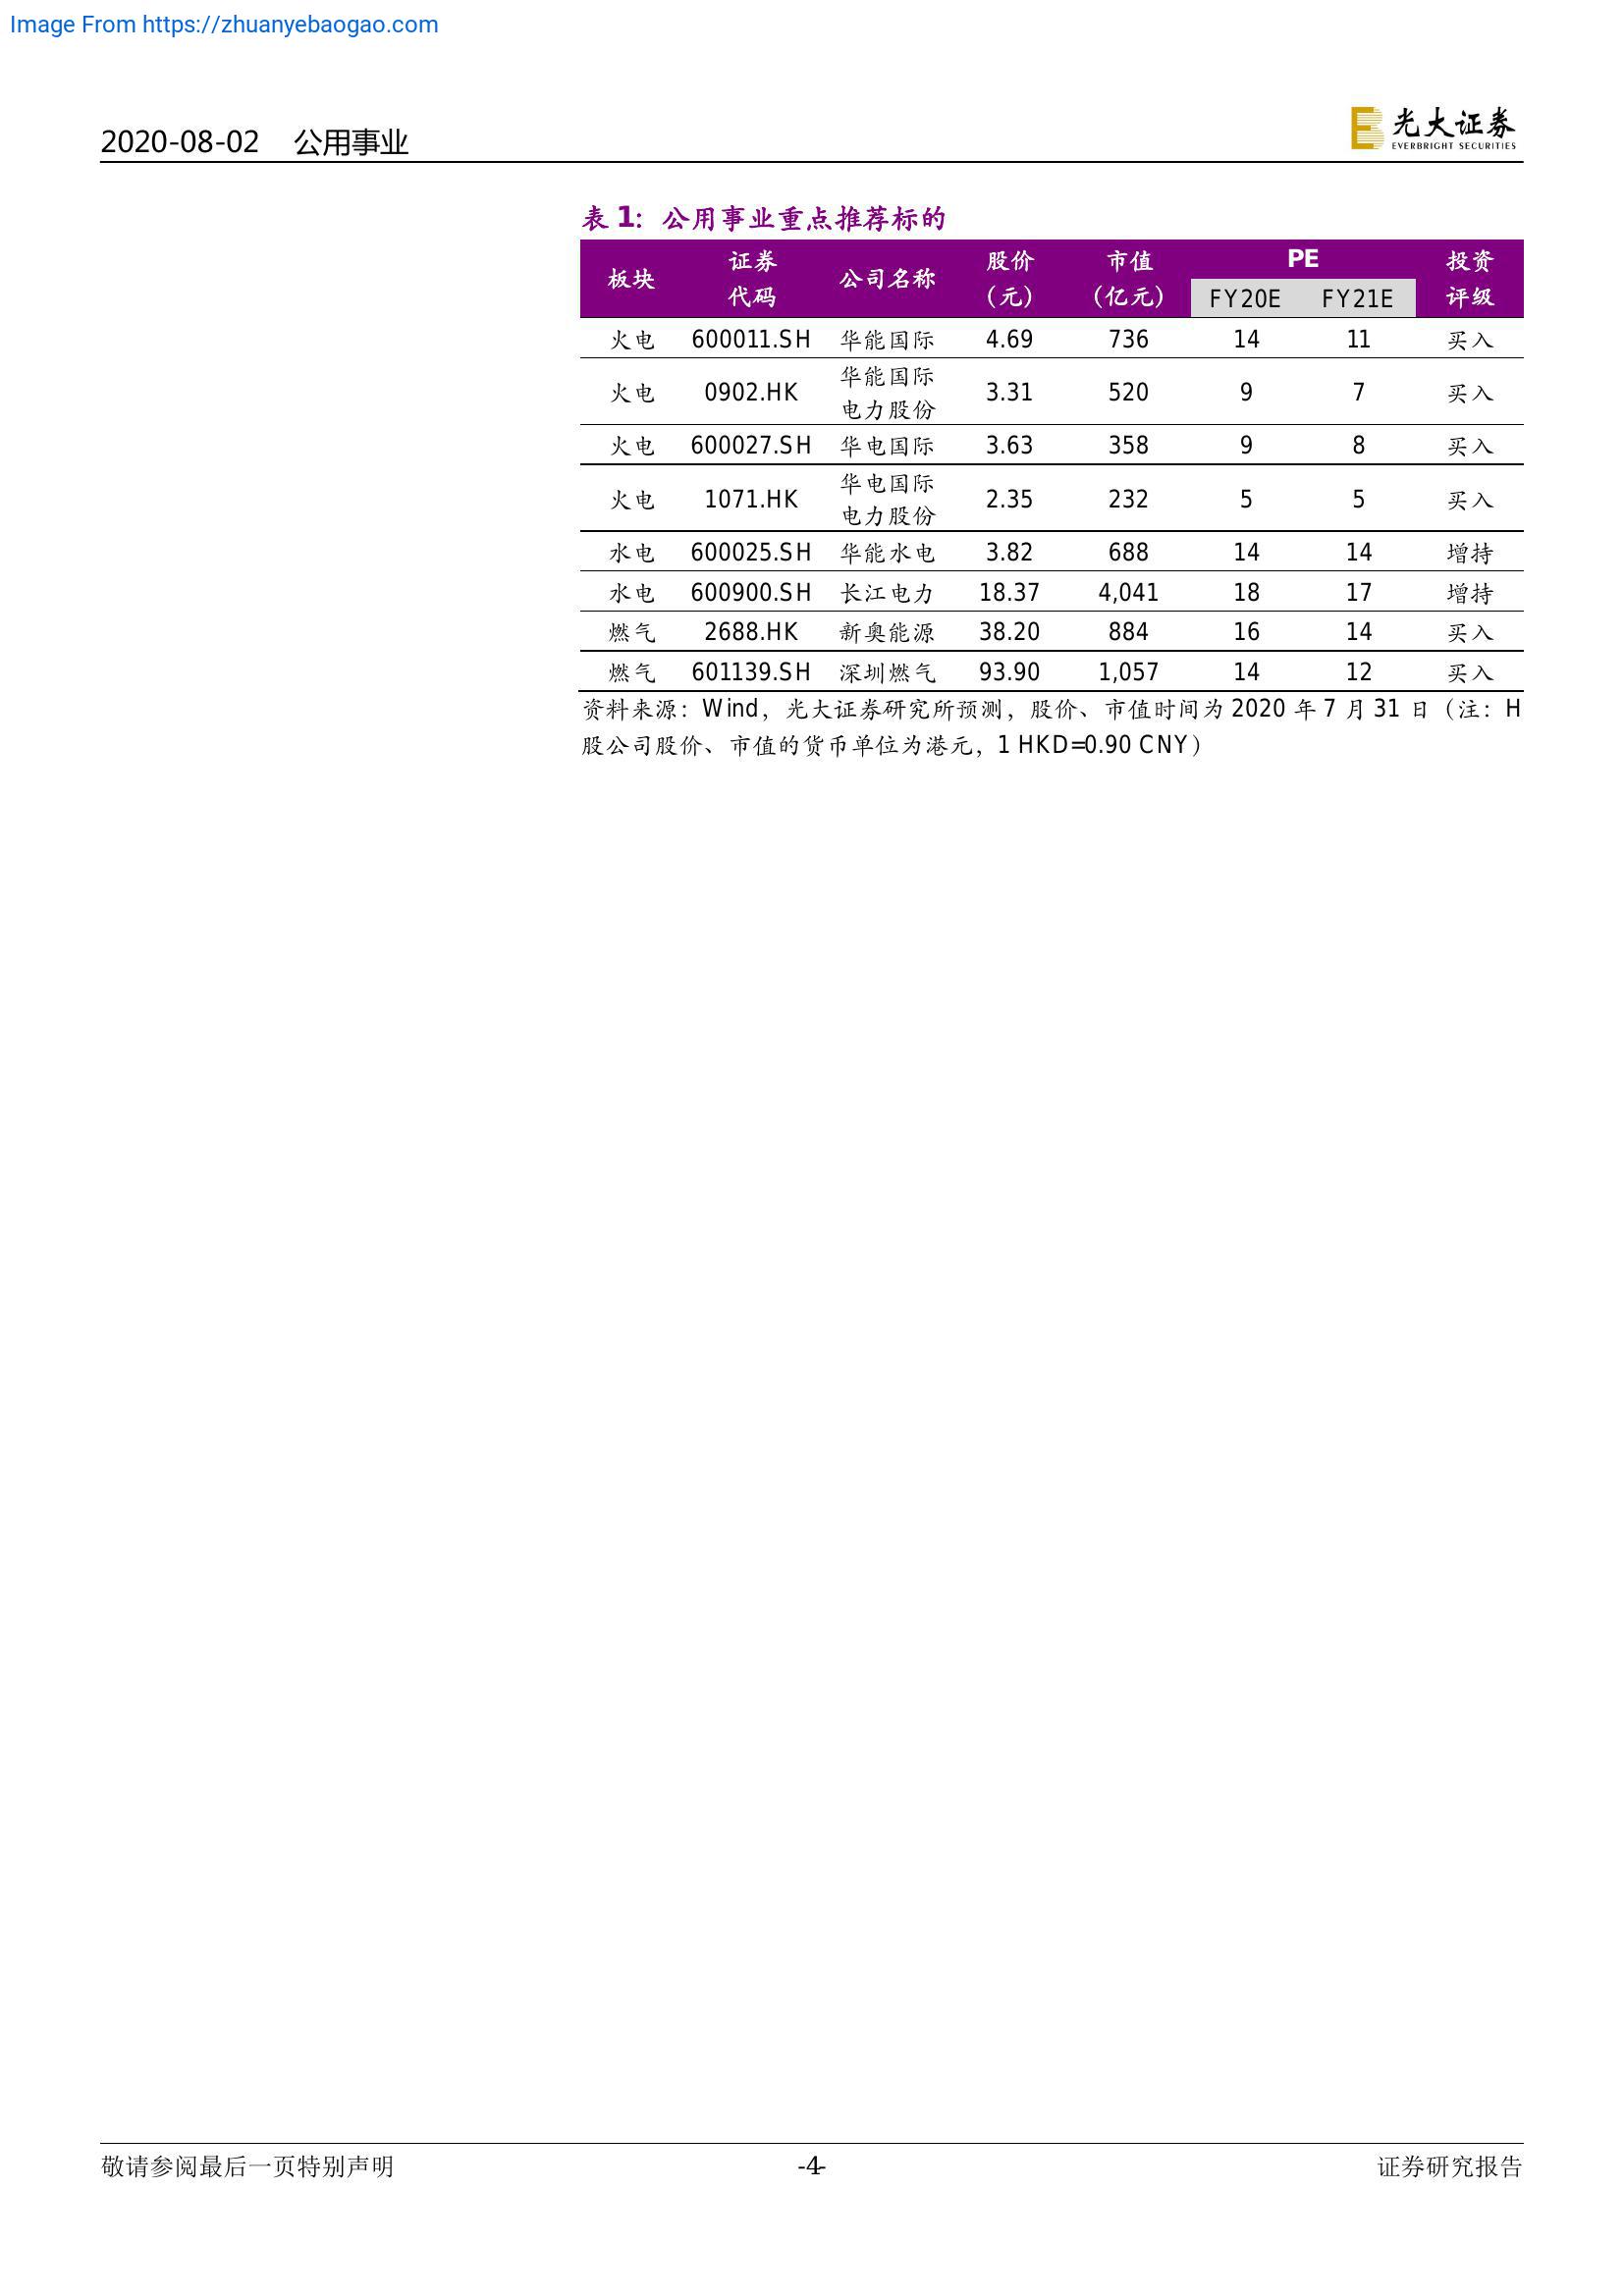 Image From https://zhuanyebaogao.com
2020-08-02 公用事业
光大证券
EVERBRIGHT SECURITIES
表 1：公用事业重点推荐标的
板块 证券代码 公司名称 股价（元） 市值（亿元） PE FY20E FY21E 投资评级
火电 600011.SH 华能国际 4.69 736 14 11 买入
火电 0902.HK 华能国际电力股份 3.31 520 9 7 买入
火电 600027.SH 华电国际 3.63 358 9 8 买入
火电 1071.HK 华电国际电力股份 2.35 232 5 5 买入
水电 600025.SH 华能水电 3.82 688 14 14 增持
水电 600900.SH 长江电力 18.37 4,041 18 17 增持
燃气 2688.HK 新奥能源 38.20 884 16 14 买入
燃气 601139.SH 深圳燃气 93.90 1,057 14 12 买入
资料来源：Wind，光大证券研究所预测，股价、市值时间为 2020 年 7 月 31 日（注：H
股公司股价、市值的货币单位为港元，1 HKD=0.90 CNY）
敬请参阅最后一页特别声明 -4- 证券研究报告